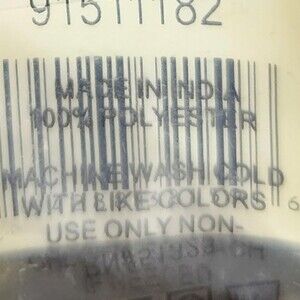 91511182
MADE IN INDIA
100% POLYESTER
MACHINE WASH COLD
WITH LIKE COLORS
USE ONLY NON-